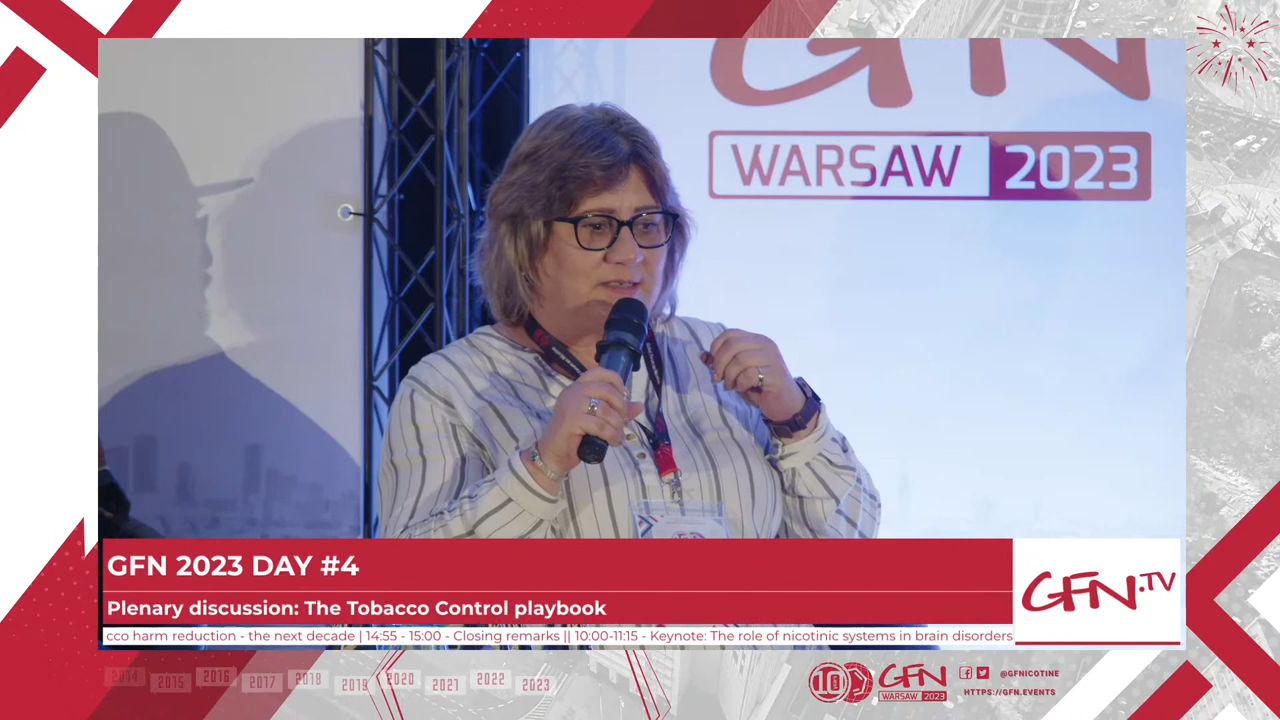 GFN
WARSAW 2023
GFN 2023 DAY #4
Plenary discussion: The Tobacco Control playbook
cco harm reduction - the next decade | 14:55 - 15:00 - Closing remarks || 10:00-11:15 - Keynote: The role of nicotinic systems in brain disorders
GFN.TV
2014 2015 2016 2017 2018 2019 2020 2021 2022 2023
10
GFN
WARSAW 2023
@GFNICOTINE
HTTPS://GFN.EVENTS